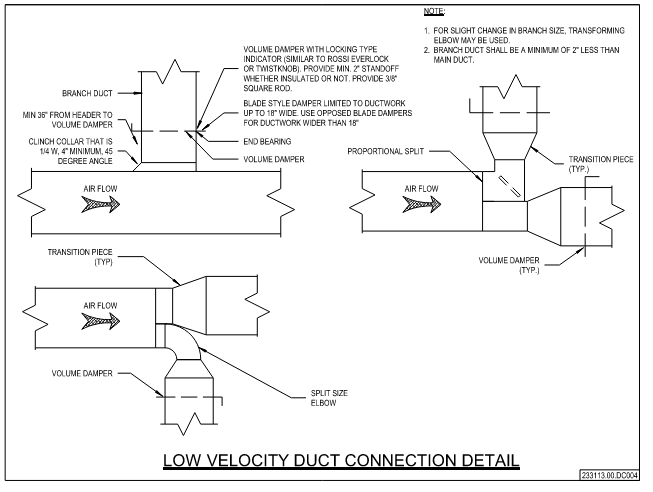 NOTE:
1. FOR SLIGHT CHANGE IN BRANCH SIZE, TRANSFORMING
ELBOW MAY BE USED.
2. BRANCH DUCT SHALL BE A MINIMUM OF 2" LESS THAN
MAIN DUCT.
VOLUME DAMPER WITH LOCKING TYPE
INDICATOR (SIMILAR TO ROSSI EVERLOCK
OR TWISTKNOB). PROVIDE MIN. 2" STANDOFF
WHETHER INSULATED OR NOT. PROVIDE 3/8"
SQUARE ROD.
BRANCH DUCT
BLADE STYLE DAMPER LIMITED TO DUCTWORK
UP TO 18" WIDE. USE OPPOSED BLADE DAMPERS
FOR DUCTWORK WIDER THAN 18"
MIN 36" FROM HEADER TO
VOLUME DAMPER
END BEARING
CLINCH COLLAR THAT IS
1/4 W, 4" MINIMUM, 45
DEGREE ANGLE
VOLUME DAMPER
AIR FLOW
PROPORTIONAL SPLIT
TRANSITION PIECE
(TYP.)
AIR FLOW
VOLUME DAMPER
(TYP.)
TRANSITION PIECE
(TYP)
AIR FLOW
VOLUME DAMPER
SPLIT SIZE
ELBOW
LOW VELOCITY DUCT CONNECTION DETAIL
233113.00.DC004